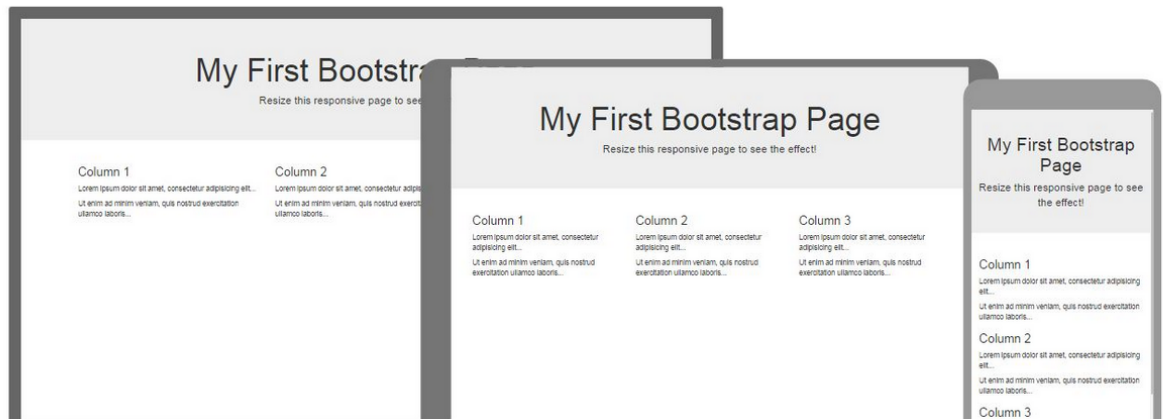 My First Bootstra
Resize this responsive page to see
Column 1
Lorem ipsum dolor sit amet, consectetur adipisicing elit...
Ut enim ad minim veniam, quis nostrud exercitation
ullamco laboris...
Column 2
Lorem ipsum dolor sit amet, consectetur adipis
Ut enim ad minim veniam, quis nostrud exercit
ullamco laboris...
My First Bootstrap Page
Resize this responsive page to see the effect!
Column 1
Lorem ipsum dolor sit amet, consectetur
adipisicing elit...
Ut enim ad minim veniam, quis nostrud
exercitation ullamco laboris...
Column 2
Lorem ipsum dolor sit amet, consectetur
adipisicing elit...
Ut enim ad minim veniam, quis nostrud
exercitation ullamco laboris...
Column 3
Lorem ipsum dolor sit amet, consectetur
adipisicing elit...
Ut enim ad minim veniam, quis nostrud
exercitation ullamco laboris...
My First Bootstrap
Page
Resize this responsive page to see
the effect!
Column 1
Lorem ipsum dolor sit amet, consectetur adipisicing
elit...
Ut enim ad minim veniam, quis nostrud exercitation
ullamco laboris...
Column 2
Lorem ipsum dolor sit amet, consectetur adipisicing
elit...
Ut enim ad minim veniam, quis nostrud exercitation
ullamco laboris...
Column 3